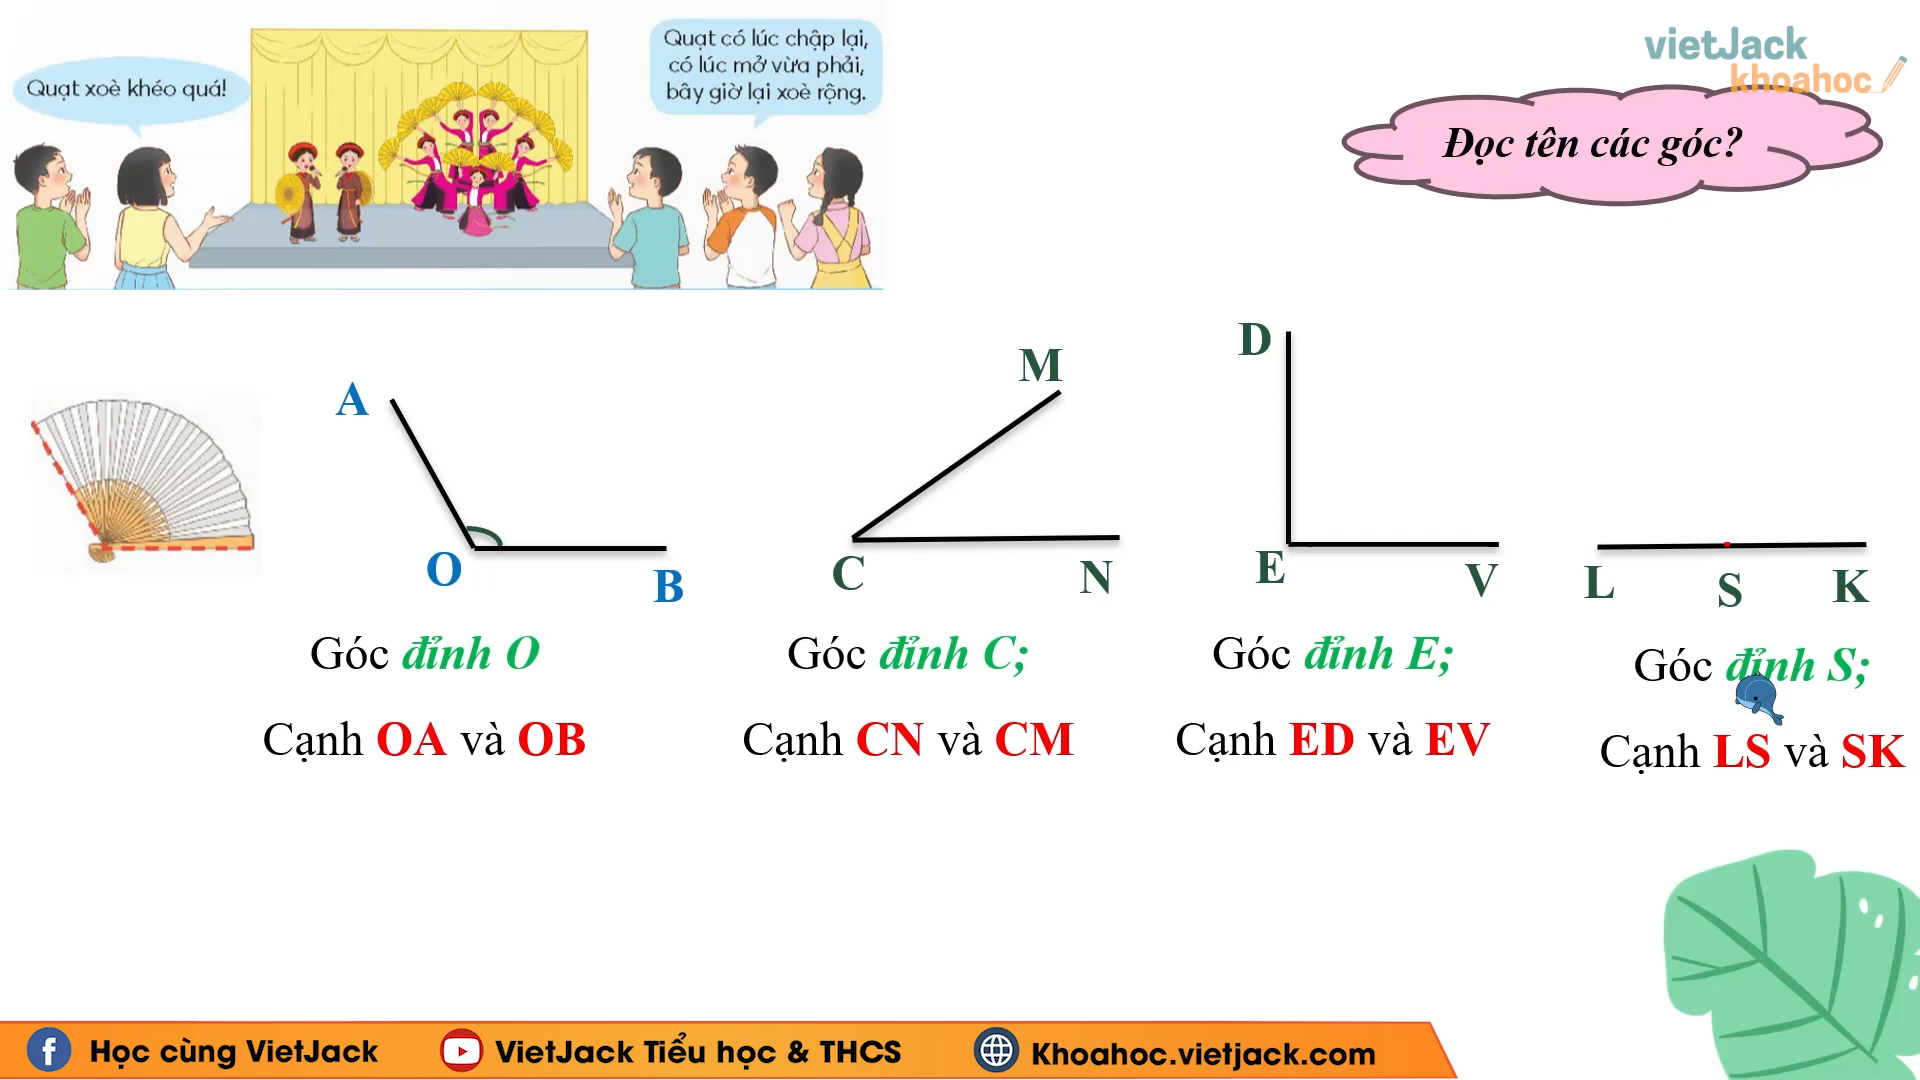 Quạt xoè khéo quá!
Quạt có lúc chập lại,
có lúc mở vừa phải,
bây giờ lại xoè rộng.
vietJack
khoahoc
Đọc tên các góc?
A
O
B
M
C
N
D
E
V
L
S
K
Góc đỉnh O
Cạnh OA và OB
Góc đỉnh C;
Cạnh CN và CM
Góc đỉnh E;
Cạnh ED và EV
Góc đỉnh S;
Cạnh LS và SK
Học cùng VietJack
VietJack Tiểu học & THCS
Khoahoc.vietjack.com